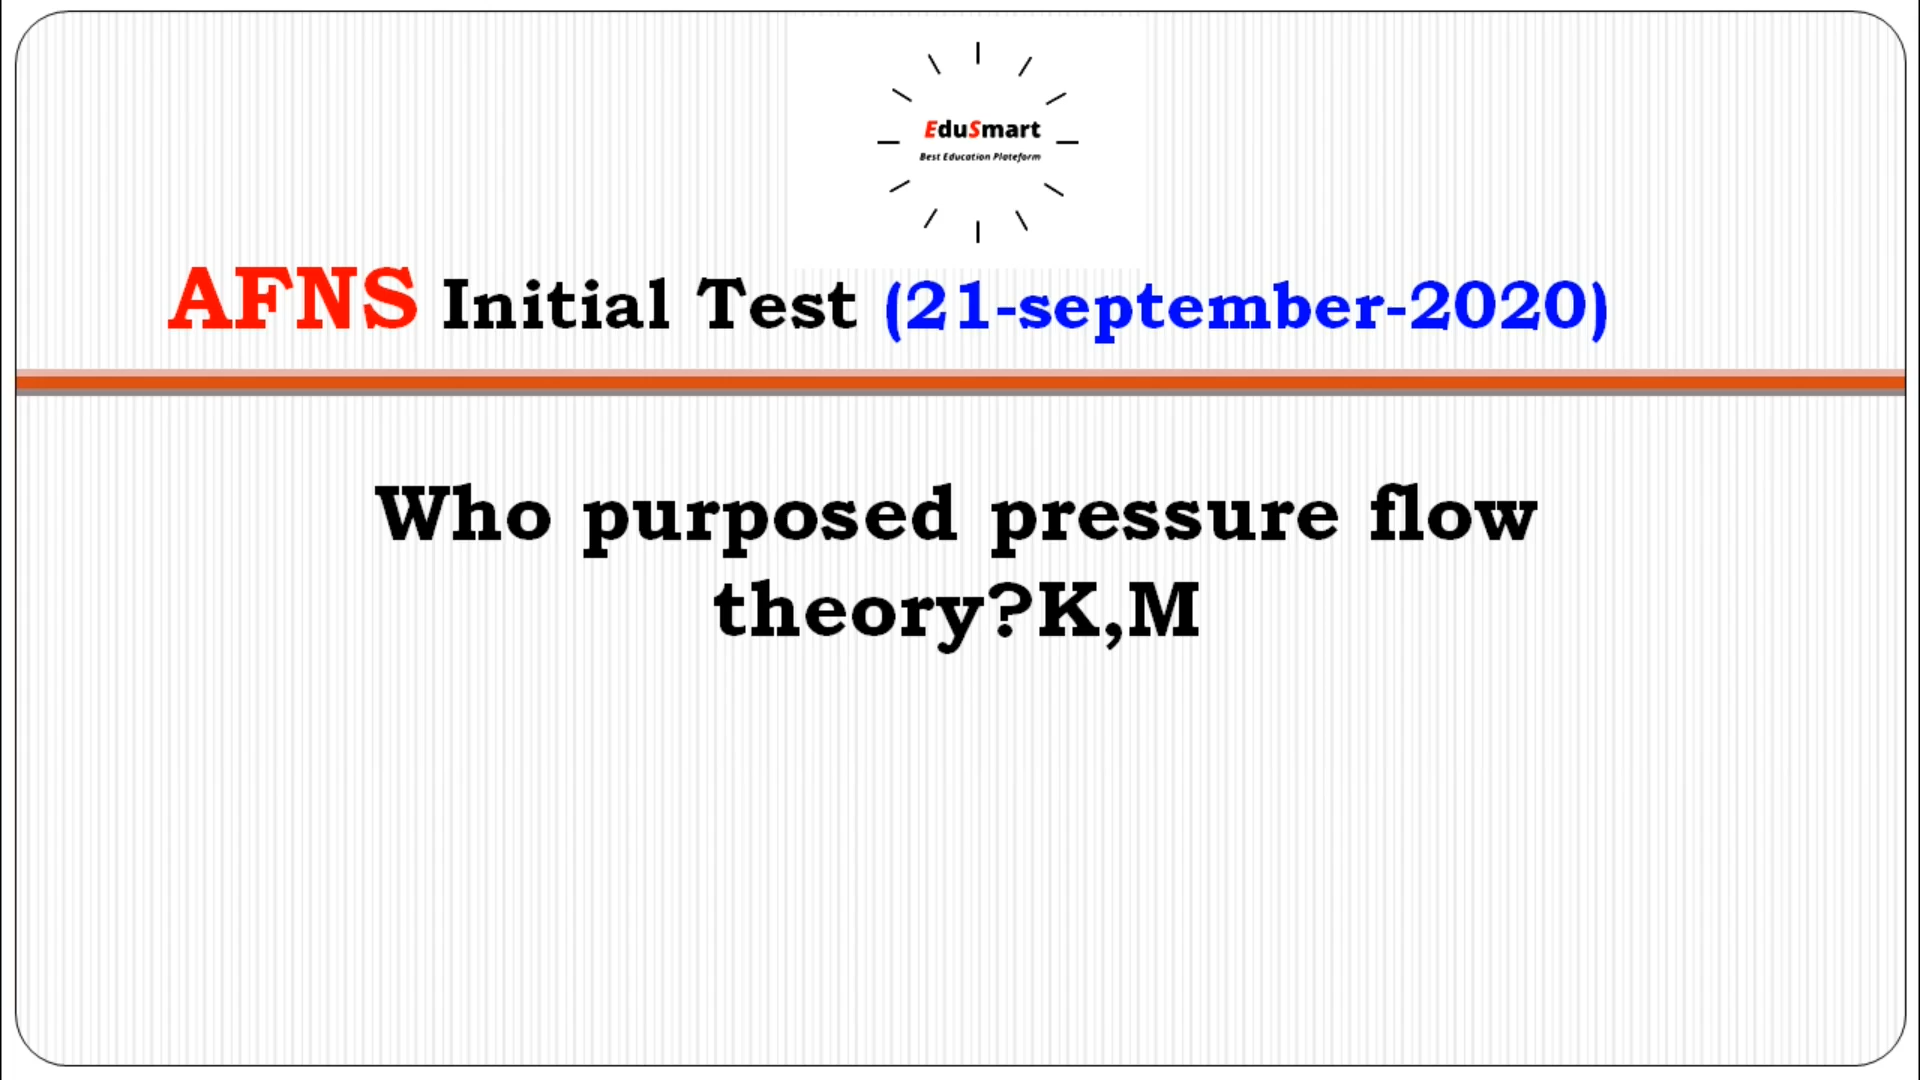 EduSmart
Best Education Plateform
AFNS Initial Test (21-september-2020)
Who purposed pressure flow
theory?K,M